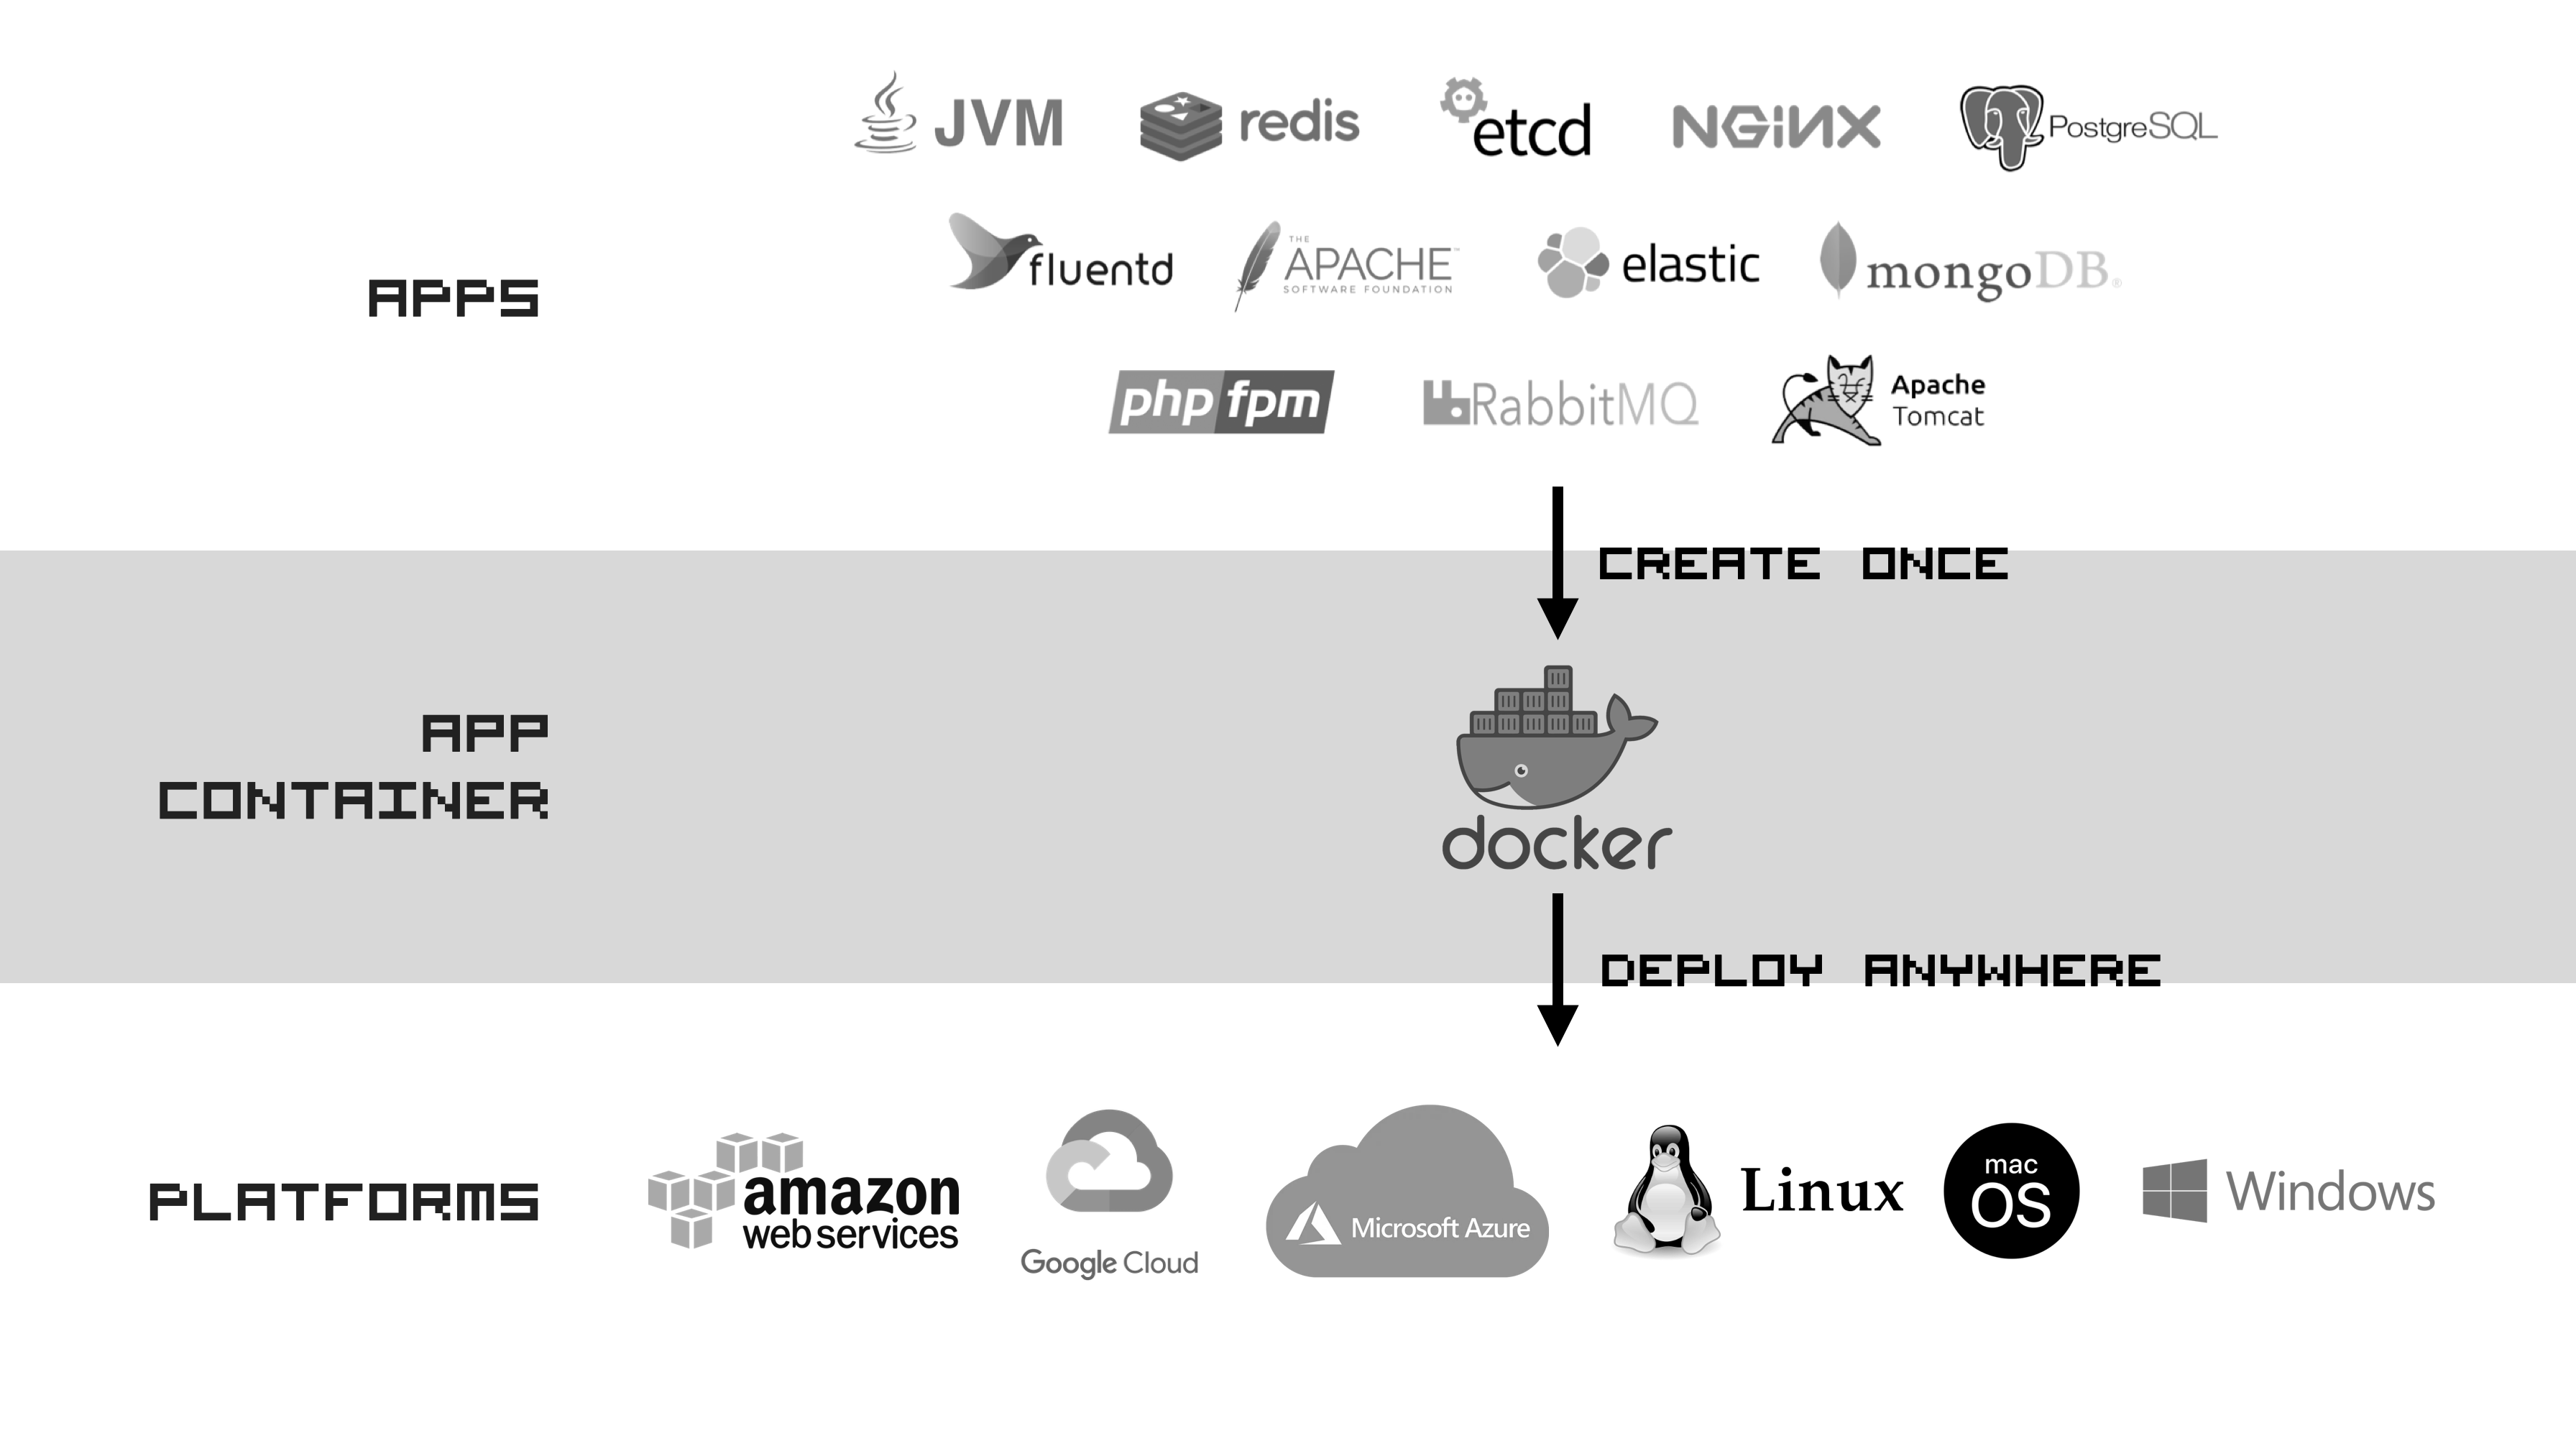 JVM
redis
etcd
NGiNX
PostgreSQL
fluentd
THE
APACHE™
SOFTWARE FOUNDATION
elastic
mongoDB®
APPS
php fpm
RabbitMQ
Apache
Tomcat
CREATE ONCE
APP
CONTAINER
docker
DEPLOY ANYWHERE
PLATFORMS
amazon
web services
Google Cloud
Microsoft Azure
Linux
mac
OS
Windows